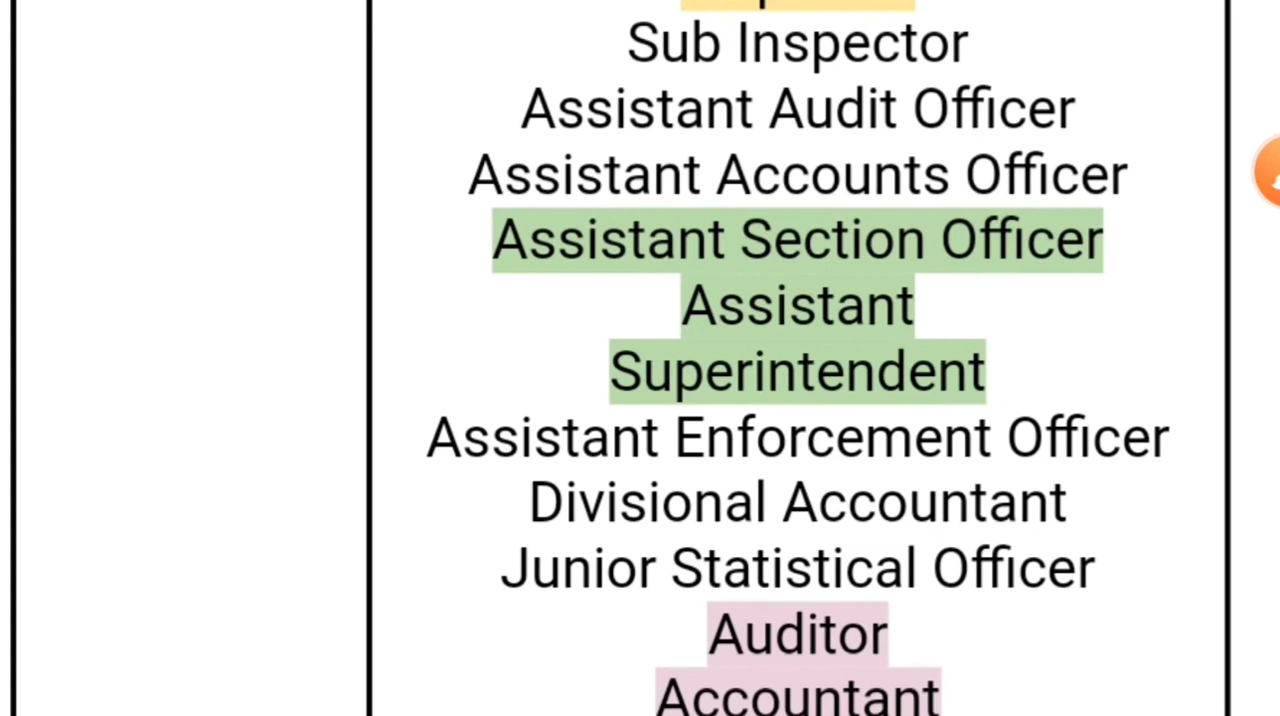 Sub Inspector
Assistant Audit Officer
Assistant Accounts Officer
Assistant Section Officer
Assistant
Superintendent
Assistant Enforcement Officer
Divisional Accountant
Junior Statistical Officer
Auditor
Accountant